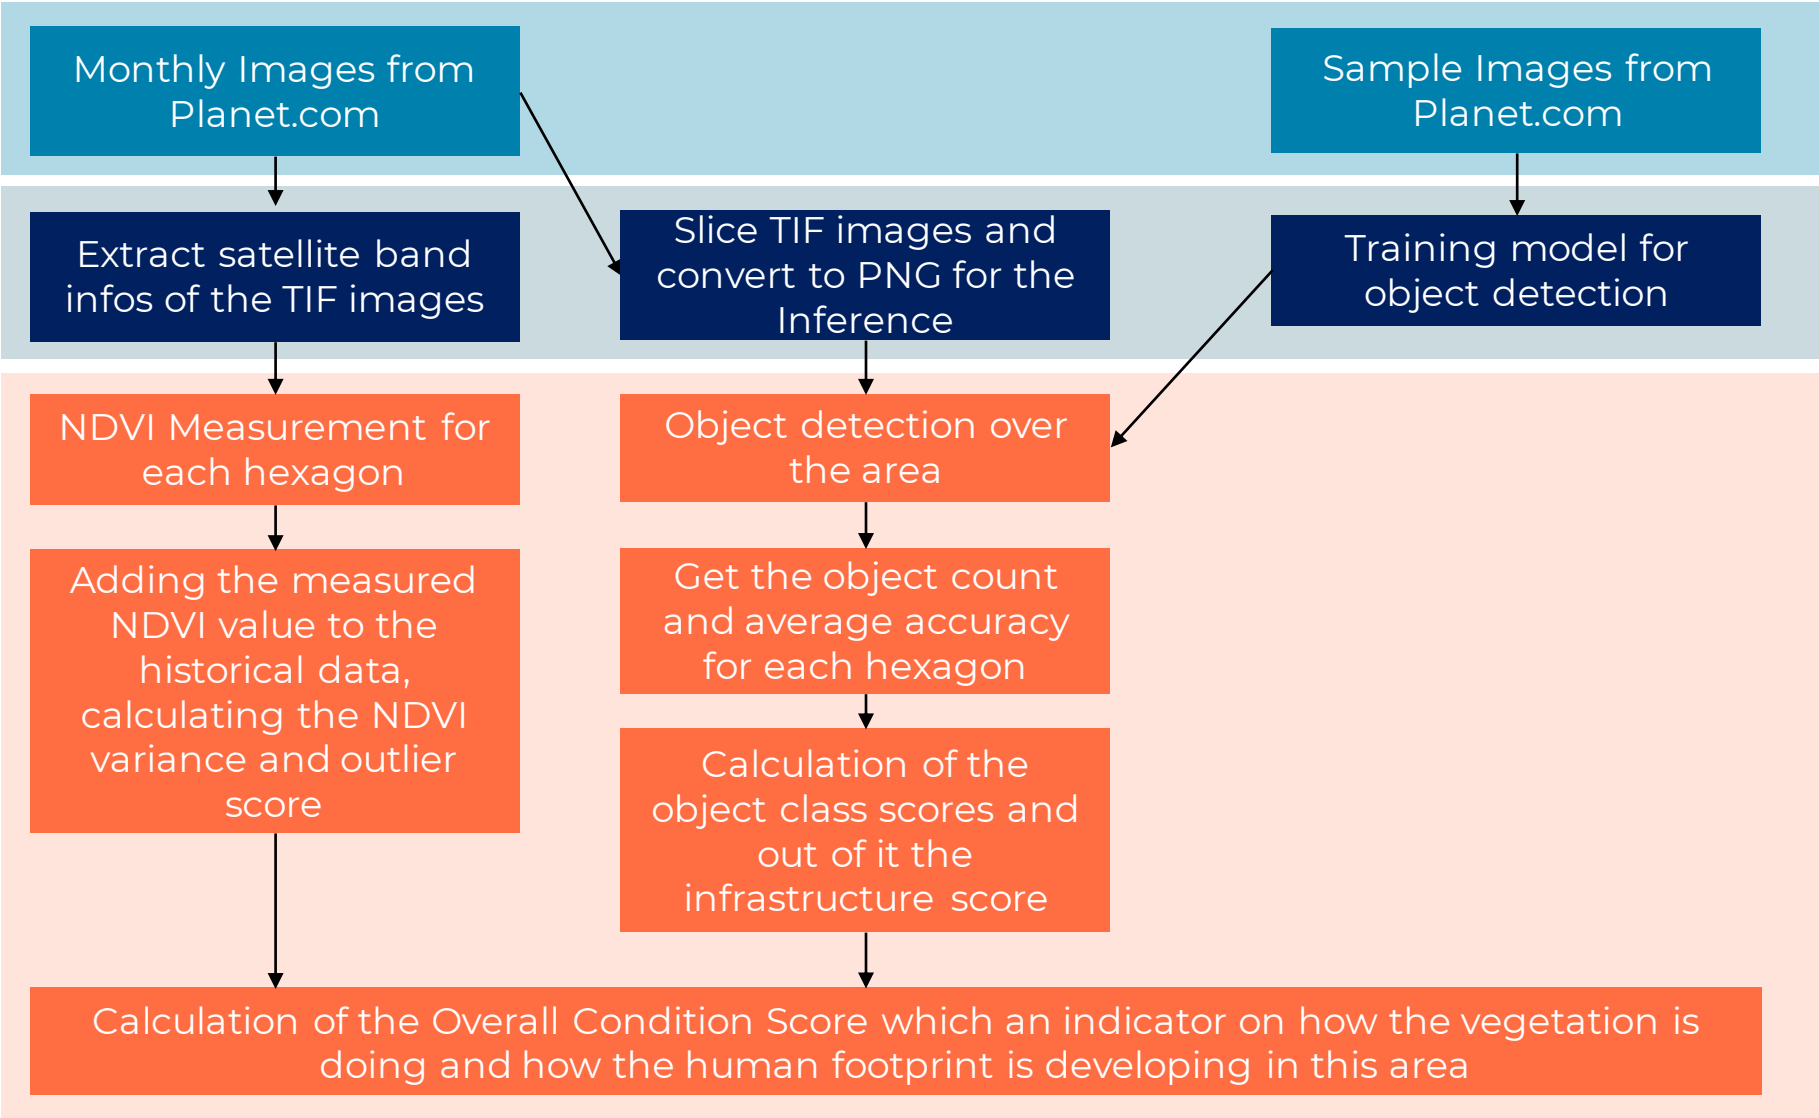 Monthly Images from
Planet.com
Sample Images from
Planet.com
Extract satellite band
infos of the TIF images
Slice TIF images and
convert to PNG for the
Inference
Training model for
object detection
NDVI Measurement for
each hexagon
Object detection over
the area
Adding the measured
NDVI value to the
historical data,
calculating the NDVI
variance and outlier
score
Get the object count
and average accuracy
for each hexagon
Calculation of the
object class scores and
out of it the
infrastructure score
Calculation of the Overall Condition Score which an indicator on how the vegetation is
doing and how the human footprint is developing in this area